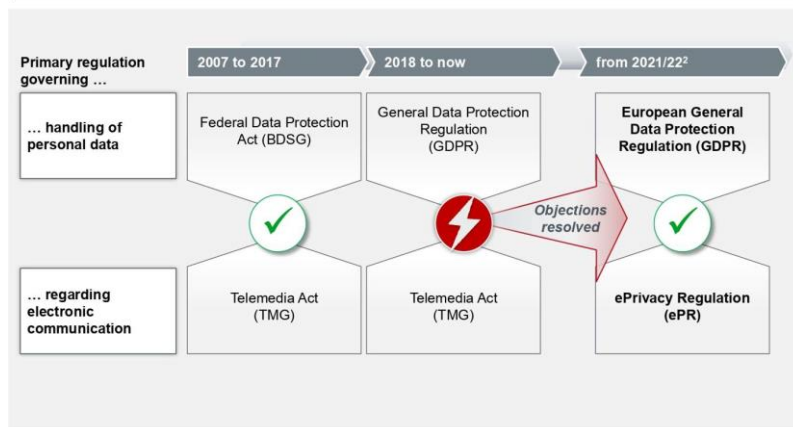 Primary regulation
governing …
2007 to 2017
2018 to now
from 2021/22²
… handling of
personal data
Federal Data Protection
Act (BDSG)
General Data Protection
Regulation
(GDPR)
European General
Data Protection
Regulation (GDPR)
Objections
resolved
… regarding
electronic
communication
Telemedia Act
(TMG)
Telemedia Act
(TMG)
ePrivacy Regulation
(ePR)